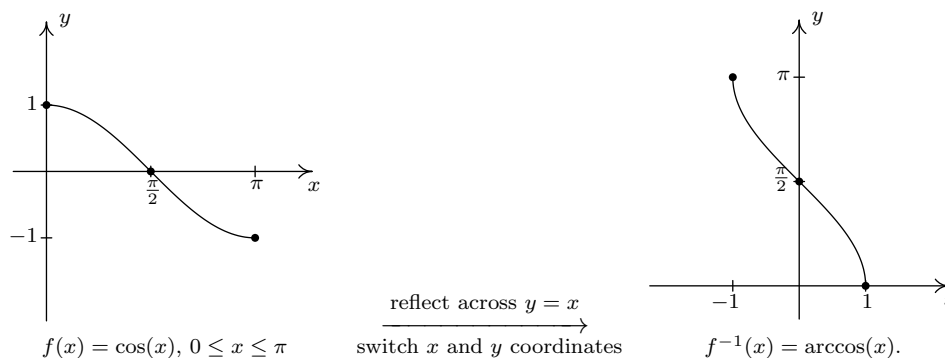 y
1
π/2
π
x
−1
f(x) = cos(x), 0 ≤ x ≤ π
reflect across y = x
switch x and y coordinates
y
π
π/2
−1
1
f⁻¹(x) = arccos(x).